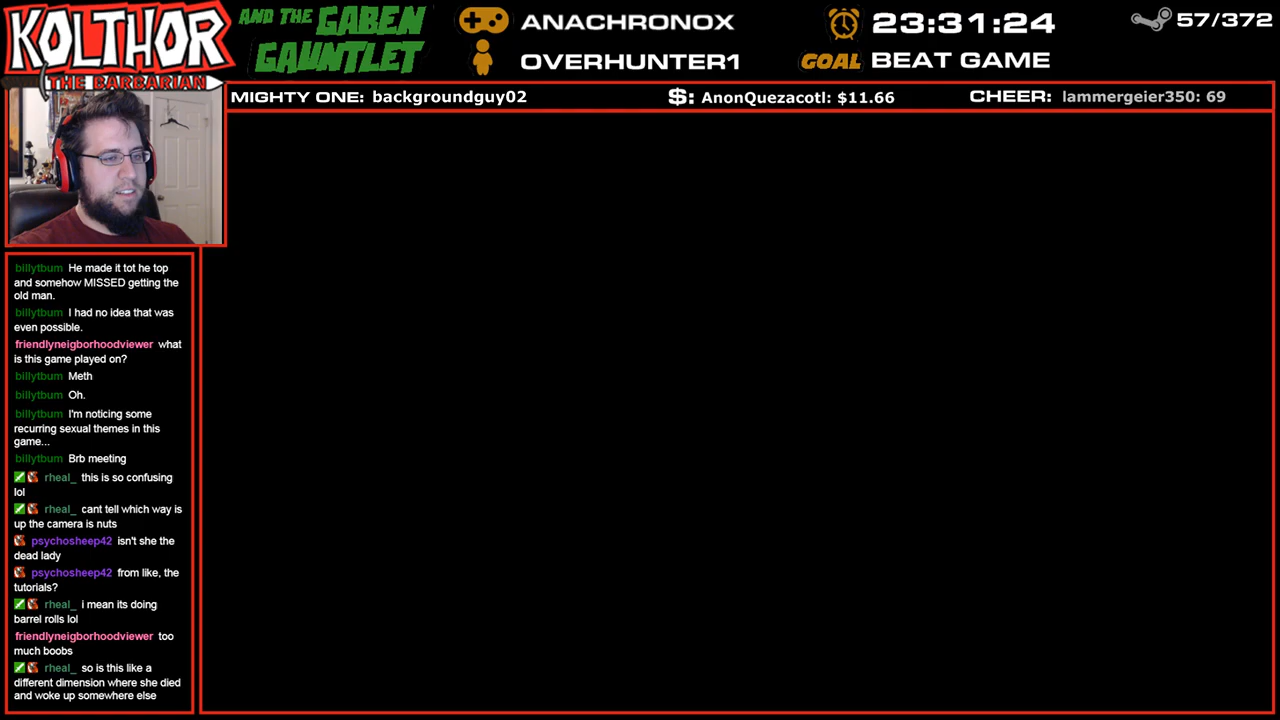 KOLTHOR
THE BARBARIAN
AND THE GABEN
GAUNTLET
ANACHRONOX
OVERHUNTER1
23:31:24
GOAL BEAT GAME
57/372
MIGHTY ONE: backgroundguy02
$: AnonQuezacotl: $11.66
CHEER: lammergeier350: 69
billytbum He made it tot he top
and somehow MISSED getting the
old man.
billytbum I had no idea that was
even possible.
friendlyneigborhoodviewer what
is this game played on?
billytbum Meth
billytbum Oh.
billytbum I'm noticing some
recurring sexual themes in this
game...
billytbum Brb meeting
rheal_ this is so confusing
lol
rheal_ cant tell which way is
up the camera is nuts
psychosheep42 isn't she the
dead lady
psychosheep42 from like, the
tutorials?
rheal_ i mean its doing
barrel rolls lol
friendlyneigborhoodviewer too
much boobs
rheal_ so is this like a
different dimension where she died
and woke up somewhere else